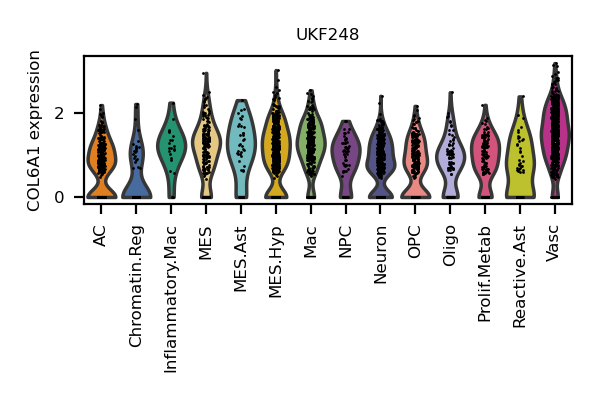 UKF248
COL6A1 expression
2
0
AC
Chromatin.Reg
Inflammatory.Mac
MES
MES.Ast
MES.Hyp
Mac
NPC
Neuron
OPC
Oligo
Prolif.Metab
Reactive.Ast
Vasc